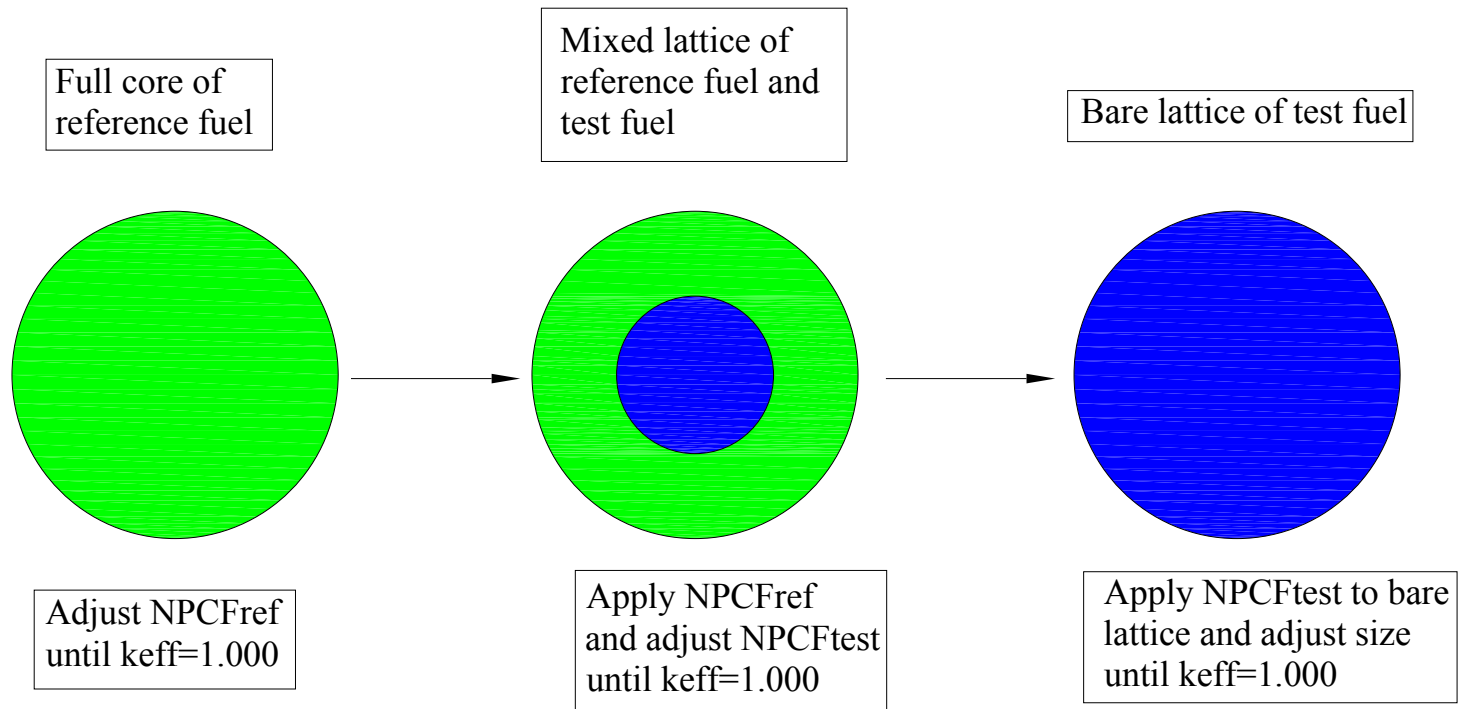 Full core of
reference fuel
Mixed lattice of
reference fuel and
test fuel
Bare lattice of test fuel
Adjust NPCFref
until keff=1.000
Apply NPCFref
and adjust NPCFtest
until keff=1.000
Apply NPCFtest to bare
lattice and adjust size
until keff=1.000